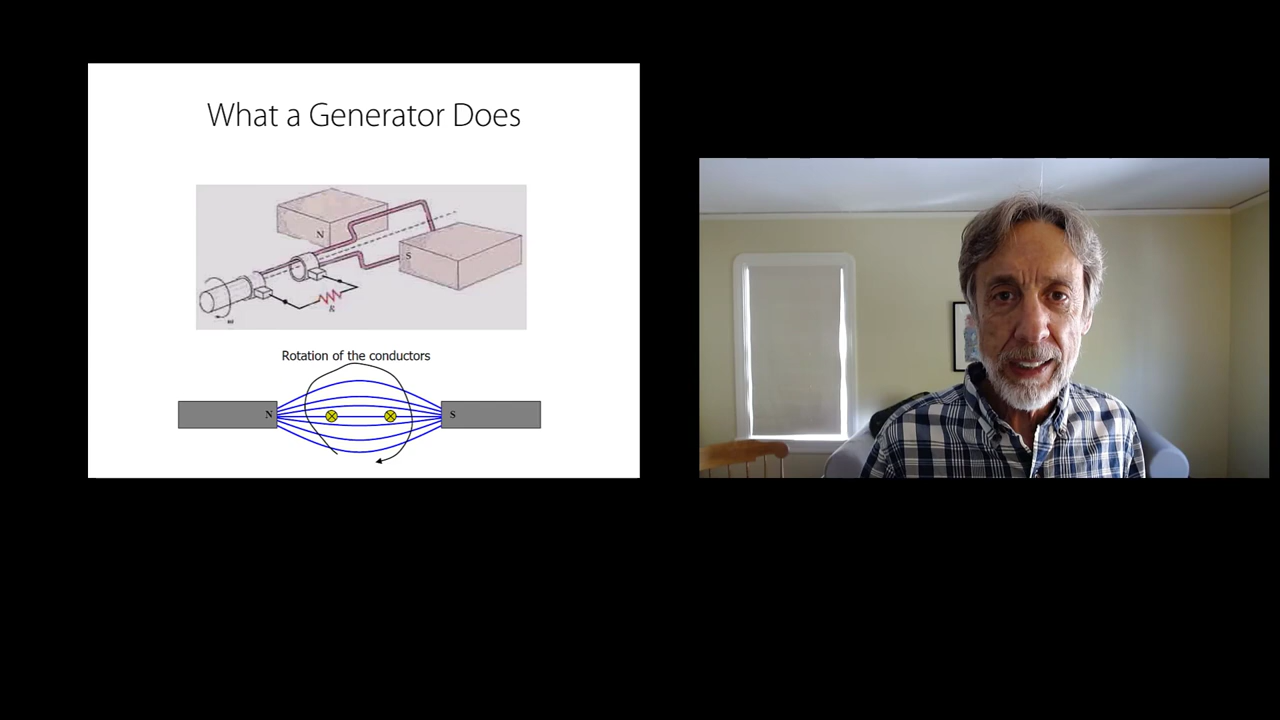 What a Generator Does
N
S
R
ω
Rotation of the conductors
N
S